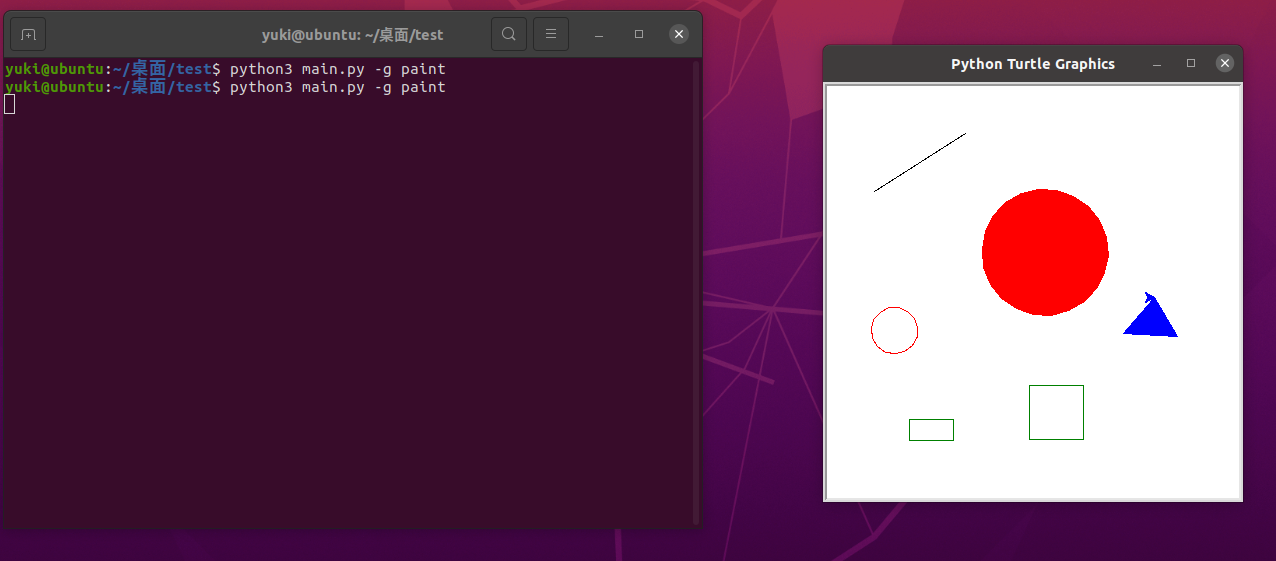 yuki@ubuntu: ~/桌面/test
yuki@ubuntu:~/桌面/test$ python3 main.py -g paint
yuki@ubuntu:~/桌面/test$ python3 main.py -g paint
Python Turtle Graphics